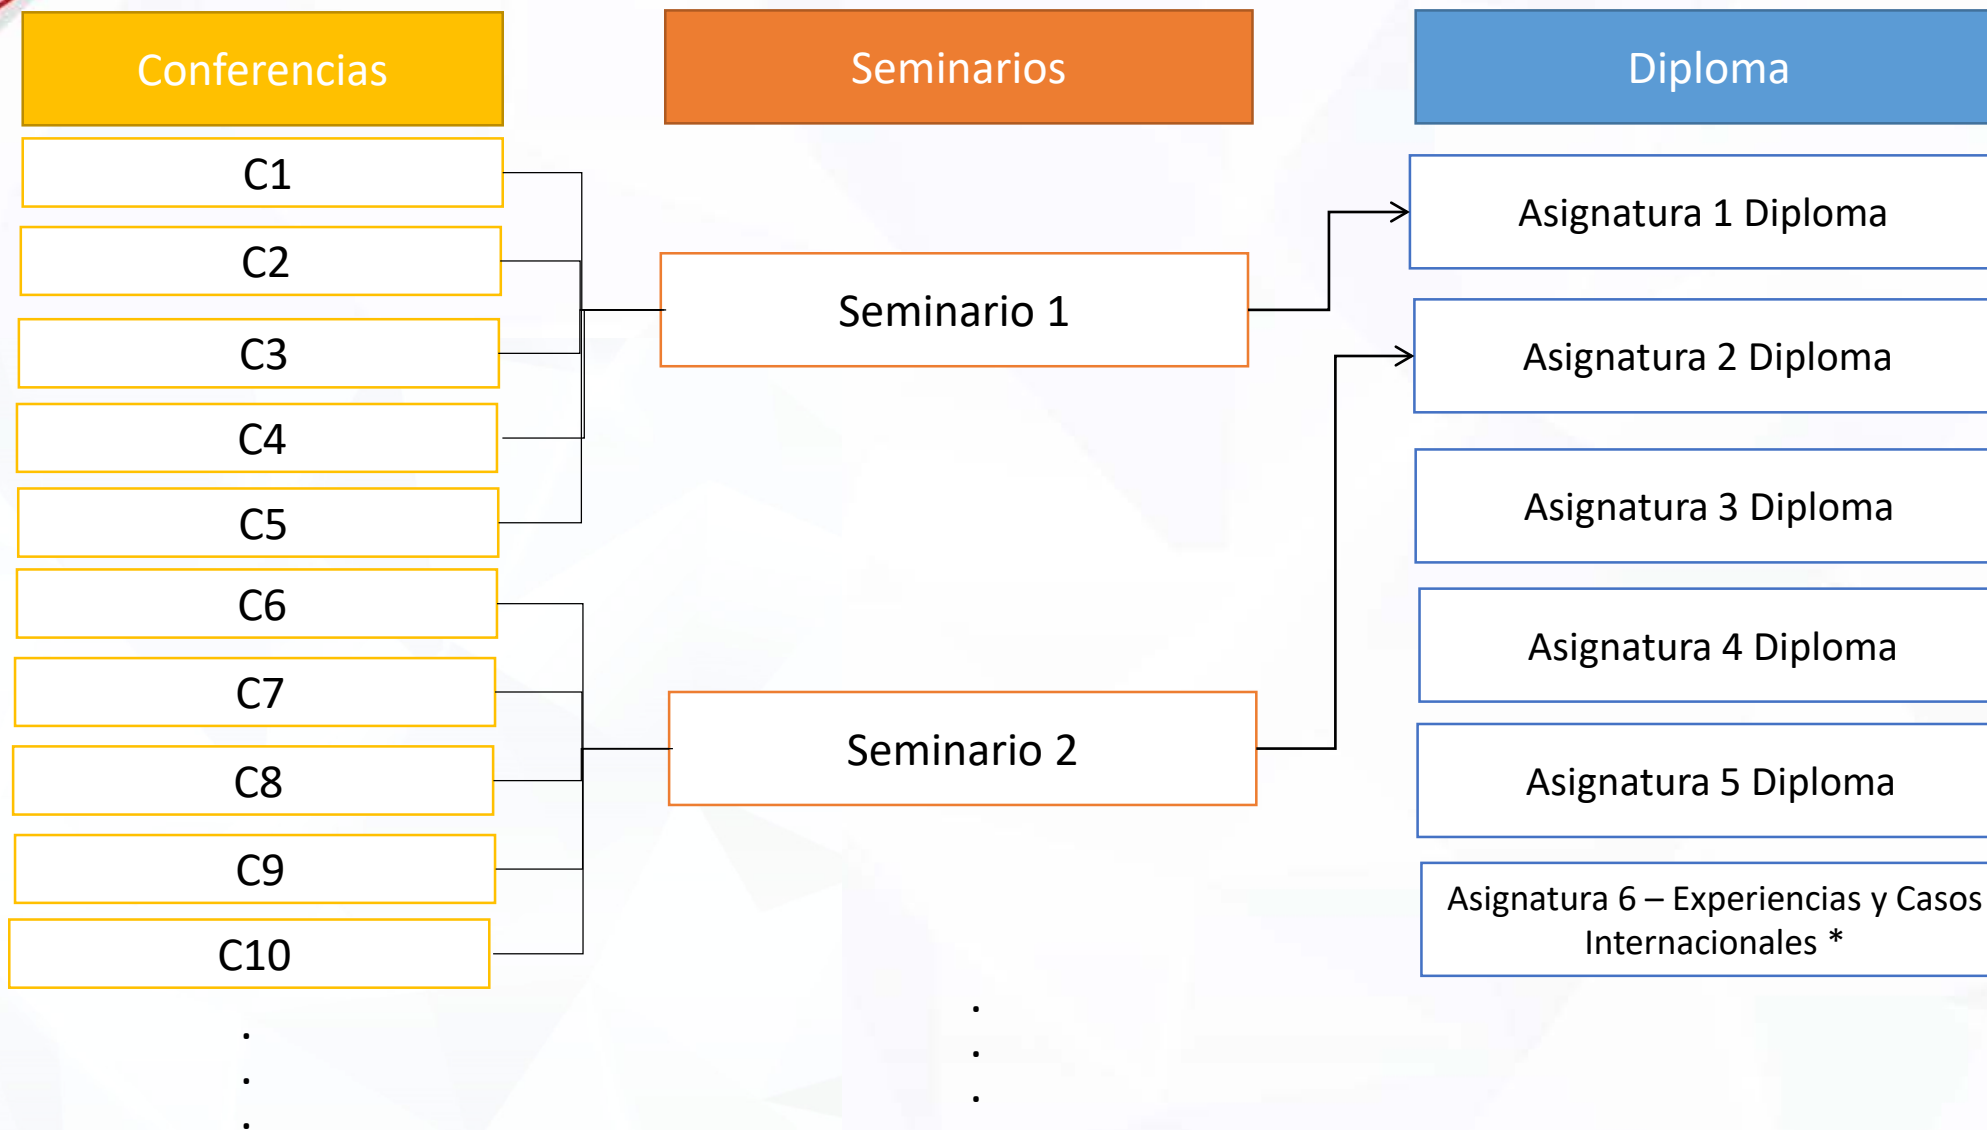 Conferencias
C1
C2
C3
C4
C5
C6
C7
C8
C9
C10
.
.
.
Seminarios
Seminario 1
Seminario 2
.
.
.
Diploma
Asignatura 1 Diploma
Asignatura 2 Diploma
Asignatura 3 Diploma
Asignatura 4 Diploma
Asignatura 5 Diploma
Asignatura 6 – Experiencias y Casos
Internacionales *